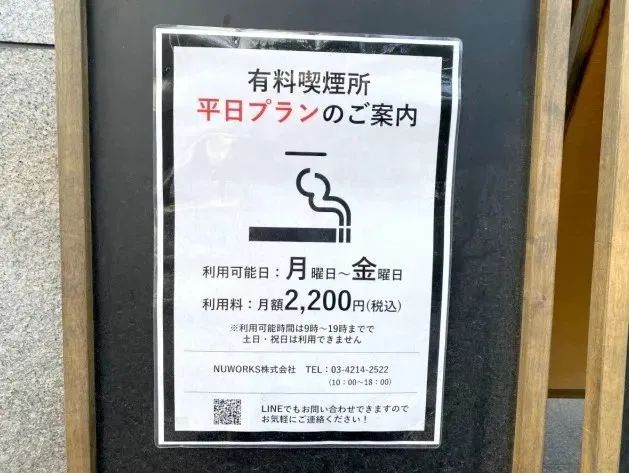 有料喫煙所
平日プランのご案内
利用可能日：月曜日～金曜日
利用料：月額2,200円(税込)
※利用可能時間は9時～19時までで
土日・祝日は利用できません
NUWORKS株式会社　TEL：03-4214-2522
（10：00～18：00）
LINEでもお問い合わせできますので
お気軽にご連絡ください！